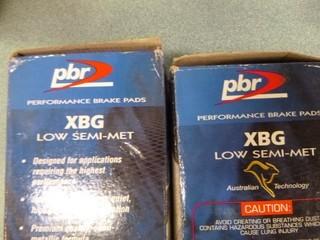 pbr
PERFORMANCE BRAKE PADS
XBG
LOW SEMI-MET
• Designed for applications
requiring the highest
pbr
PERFORMANCE BRAKE PADS
XBG
LOW SEMI-MET
Australian Technology
CAUTION:
AVOID CREATING OR BREATHING DUST
CONTAINS HAZARDOUS SUBSTANCES WHICH
CAUSE LUNG INJURY